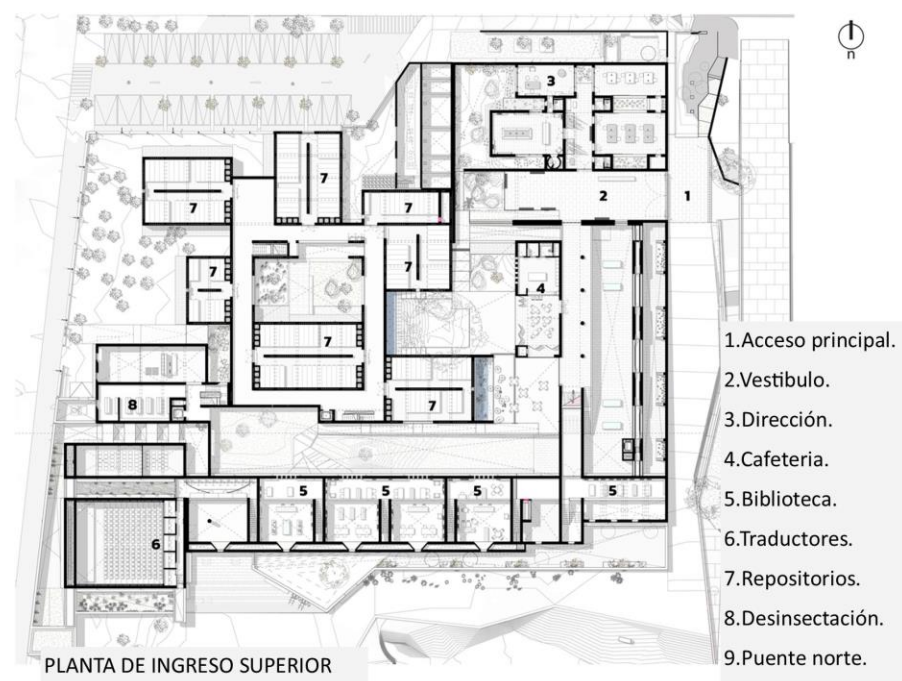 n
3
7
7
7
2
1
7
7
4
7
8
7
5
5
5
5
6
1.Acceso principal.
2.Vestíbulo.
3.Dirección.
4.Cafeteria.
5.Biblioteca.
6.Traductores.
7.Repositorios.
8.Desinsectación.
9.Puente norte.
PLANTA DE INGRESO SUPERIOR